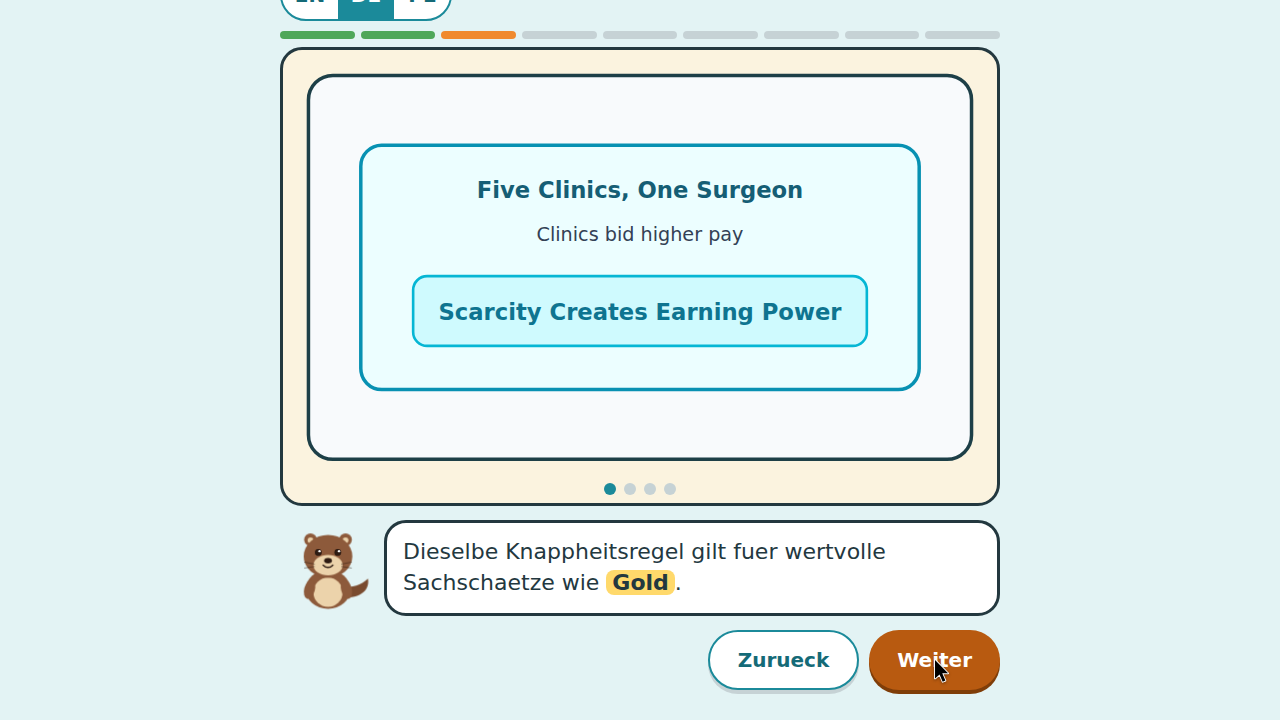 Five Clinics, One Surgeon
Clinics bid higher pay
Scarcity Creates Earning Power
Dieselbe Knappheitsregel gilt fuer wertvolle
Sachschaetze wie Gold.
Zurueck
Weiter